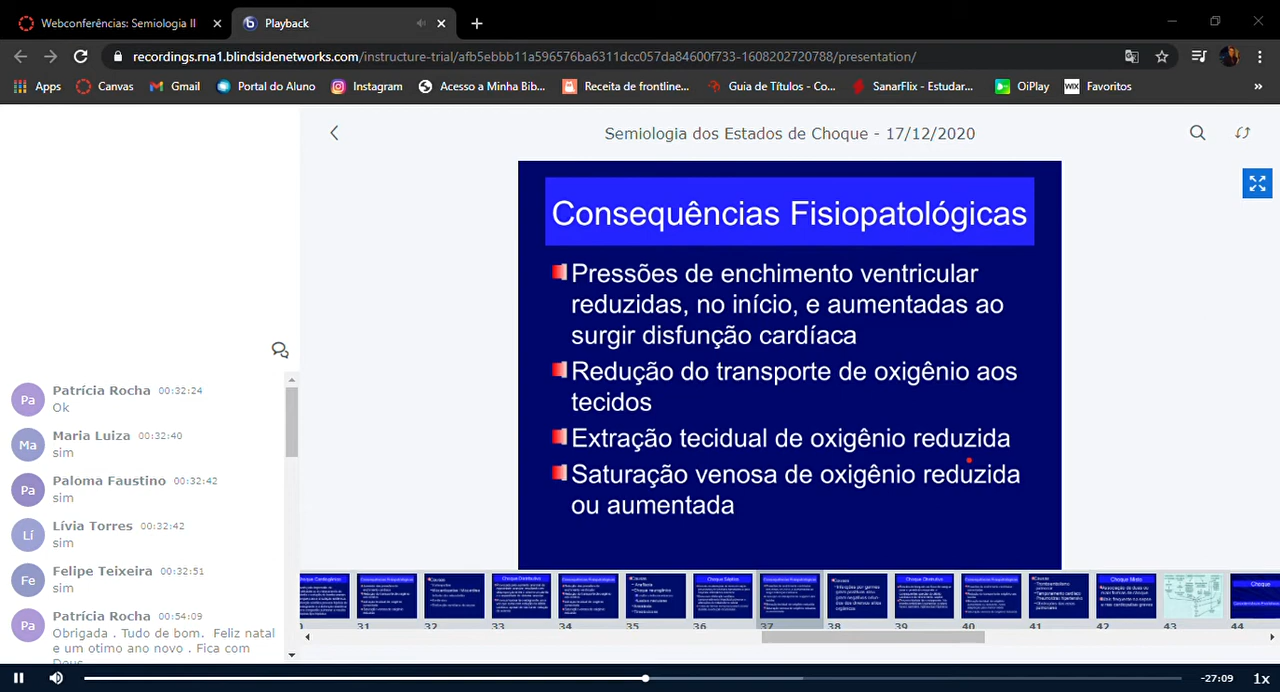 Webconferências: Semiologia II
Playback
recordings.rna1.blindsidenetworks.com/instructure-trial/afb5ebbb11a596576ba6311dcc057da84600f733-1608202720788/presentation/
Apps
Canvas
Gmail
Portal do Aluno
Instagram
Acesso a Minha Bib...
Receita de frontline...
Guia de Títulos - Co...
SanarFlix - Estudar...
OiPlay
Favoritos
Semiologia dos Estados de Choque - 17/12/2020
Consequências Fisiopatológicas
Pressões de enchimento ventricular
reduzidas, no início, e aumentadas ao
surgir disfunção cardíaca
Redução do transporte de oxigênio aos
tecidos
Extração tecidual de oxigênio reduzida
Saturação venosa de oxigênio reduzida
ou aumentada
Pa
Patrícia Rocha 00:32:24
Ok
Ma
Maria Luiza 00:32:40
sim
Pa
Paloma Faustino 00:32:42
sim
Lí
Lívia Torres 00:32:42
sim
Fe
Felipe Teixeira 00:32:51
sim
Pa
Patrícia Rocha 00:54:09
Obrigada . Tudo de bom . Feliz natal
e um otimo ano novo . Fica com
Deus
31 32 33 34 35 36 37 38 39 40 41 42 43 44
-27:09
1x